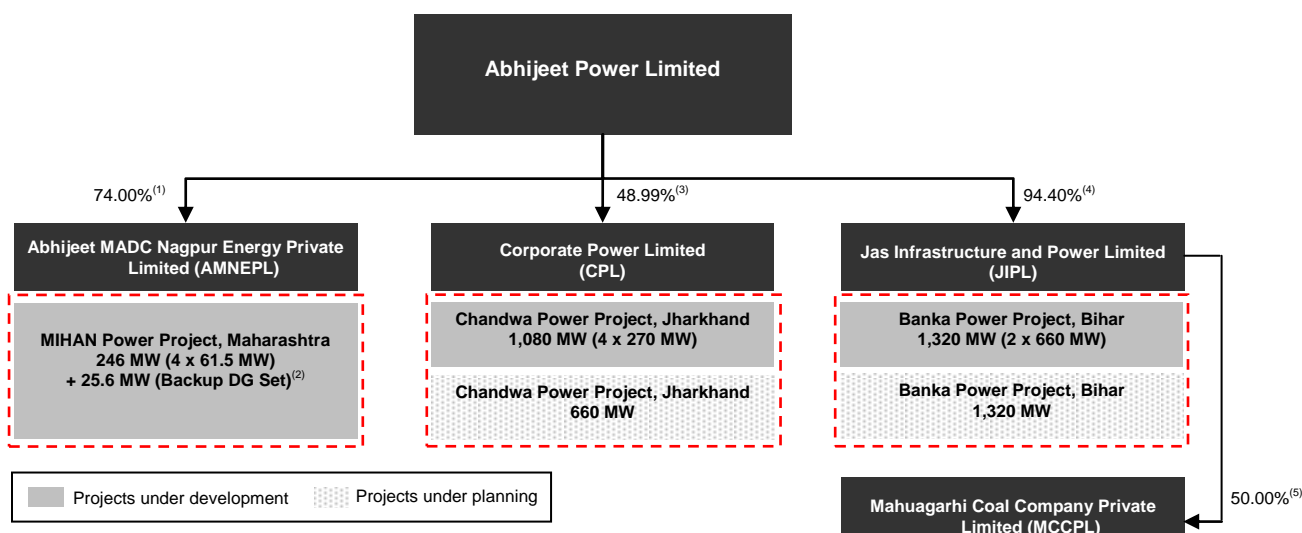 Abhijeet Power Limited
74.00%(1)
48.99%(3)
94.40%(4)
Abhijeet MADC Nagpur Energy Private
Limited (AMNEPL)
Corporate Power Limited
(CPL)
Jas Infrastructure and Power Limited
(JIPL)
MIHAN Power Project, Maharashtra
246 MW (4 x 61.5 MW)
+ 25.6 MW (Backup DG Set)(2)
Chandwa Power Project, Jharkhand
1,080 MW (4 x 270 MW)
Chandwa Power Project, Jharkhand
660 MW
Banka Power Project, Bihar
1,320 MW (2 x 660 MW)
Banka Power Project, Bihar
1,320 MW
Projects under development
Projects under planning
50.00%(5)
Mahuagarhi Coal Company Private
Limited (MCCPL)